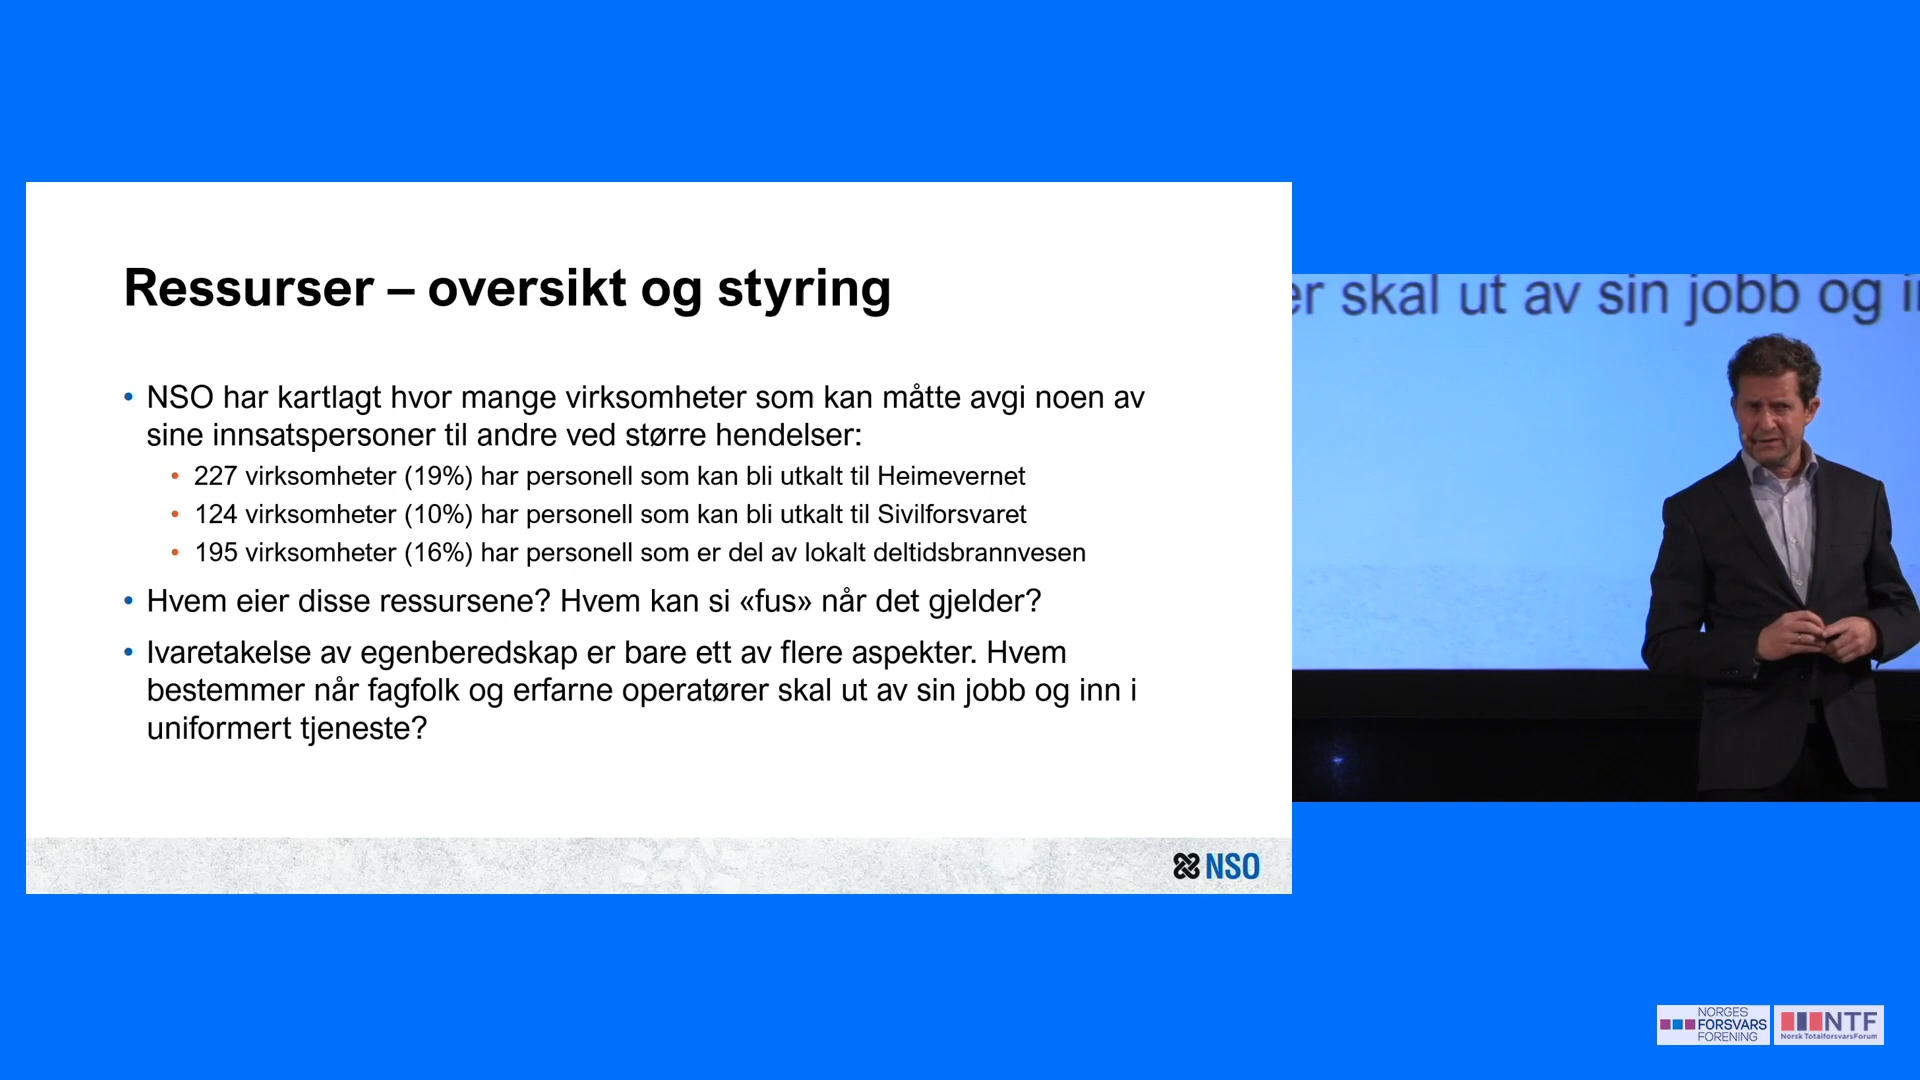 Ressurser – oversikt og styring
• NSO har kartlagt hvor mange virksomheter som kan måtte avgi noen av
sine innsatspersoner til andre ved større hendelser:
• 227 virksomheter (19%) har personell som kan bli utkalt til Heimevernet
• 124 virksomheter (10%) har personell som kan bli utkalt til Sivilforsvaret
• 195 virksomheter (16%) har personell som er del av lokalt deltidsbrannvesen
• Hvem eier disse ressursene? Hvem kan si «fus» når det gjelder?
• Ivaretakelse av egenberedskap er bare ett av flere aspekter. Hvem
bestemmer når fagfolk og erfarne operatører skal ut av sin jobb og inn i
uniformert tjeneste?
NSO
er skal ut av sin jobb og
NORGES
FORSVARS
FORENING
NTF
Norsk TotalforsvarsForum